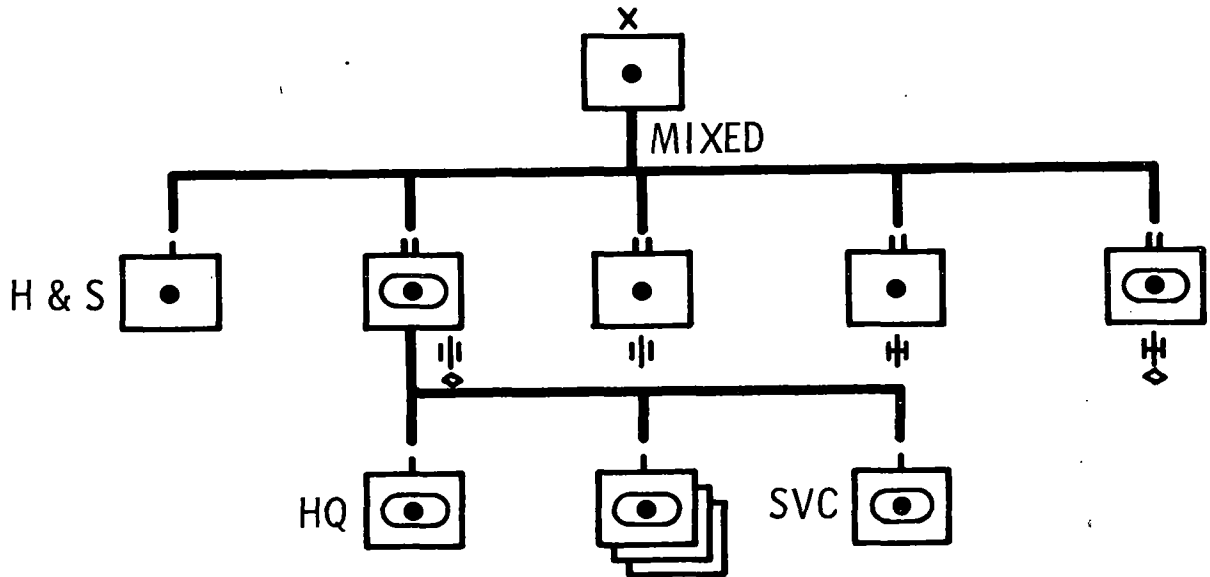 X
MIXED
H & S
HQ
SVC